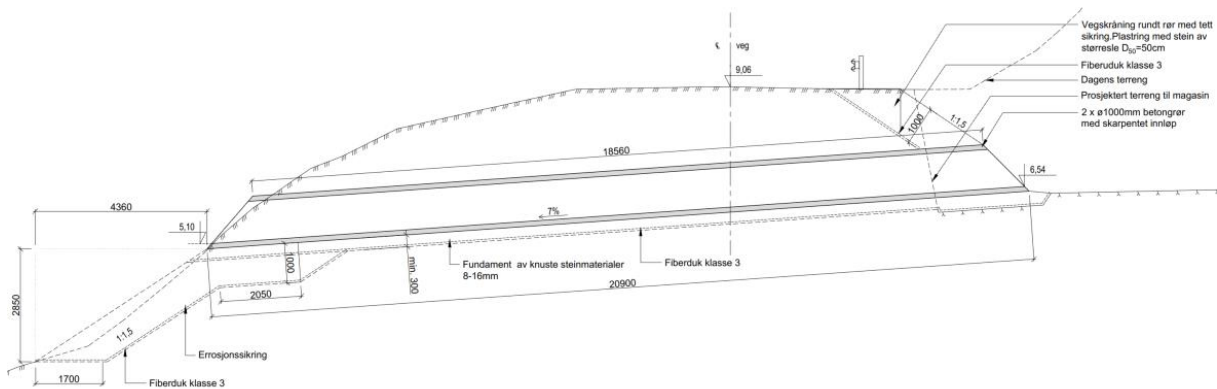 Vegskråning rundt rør med tett
sikring.Plastring med stein av
størresle D50=50cm
Fiberuduk klasse 3
Dagens terreng
Prosjektert terreng til magasin
2 x ø1000mm betongrør
med skarpentet innløp
veg
9,06
1000
1:1,5
18560
6,54
4360
5,10
7%
1000
min. 300
Fundament av knuste steinmaterialer
8-16mm
Fiberduk klasse 3
2050
20900
2850
1:1,5
Errosjonssikring
1700
Fiberduk klasse 3